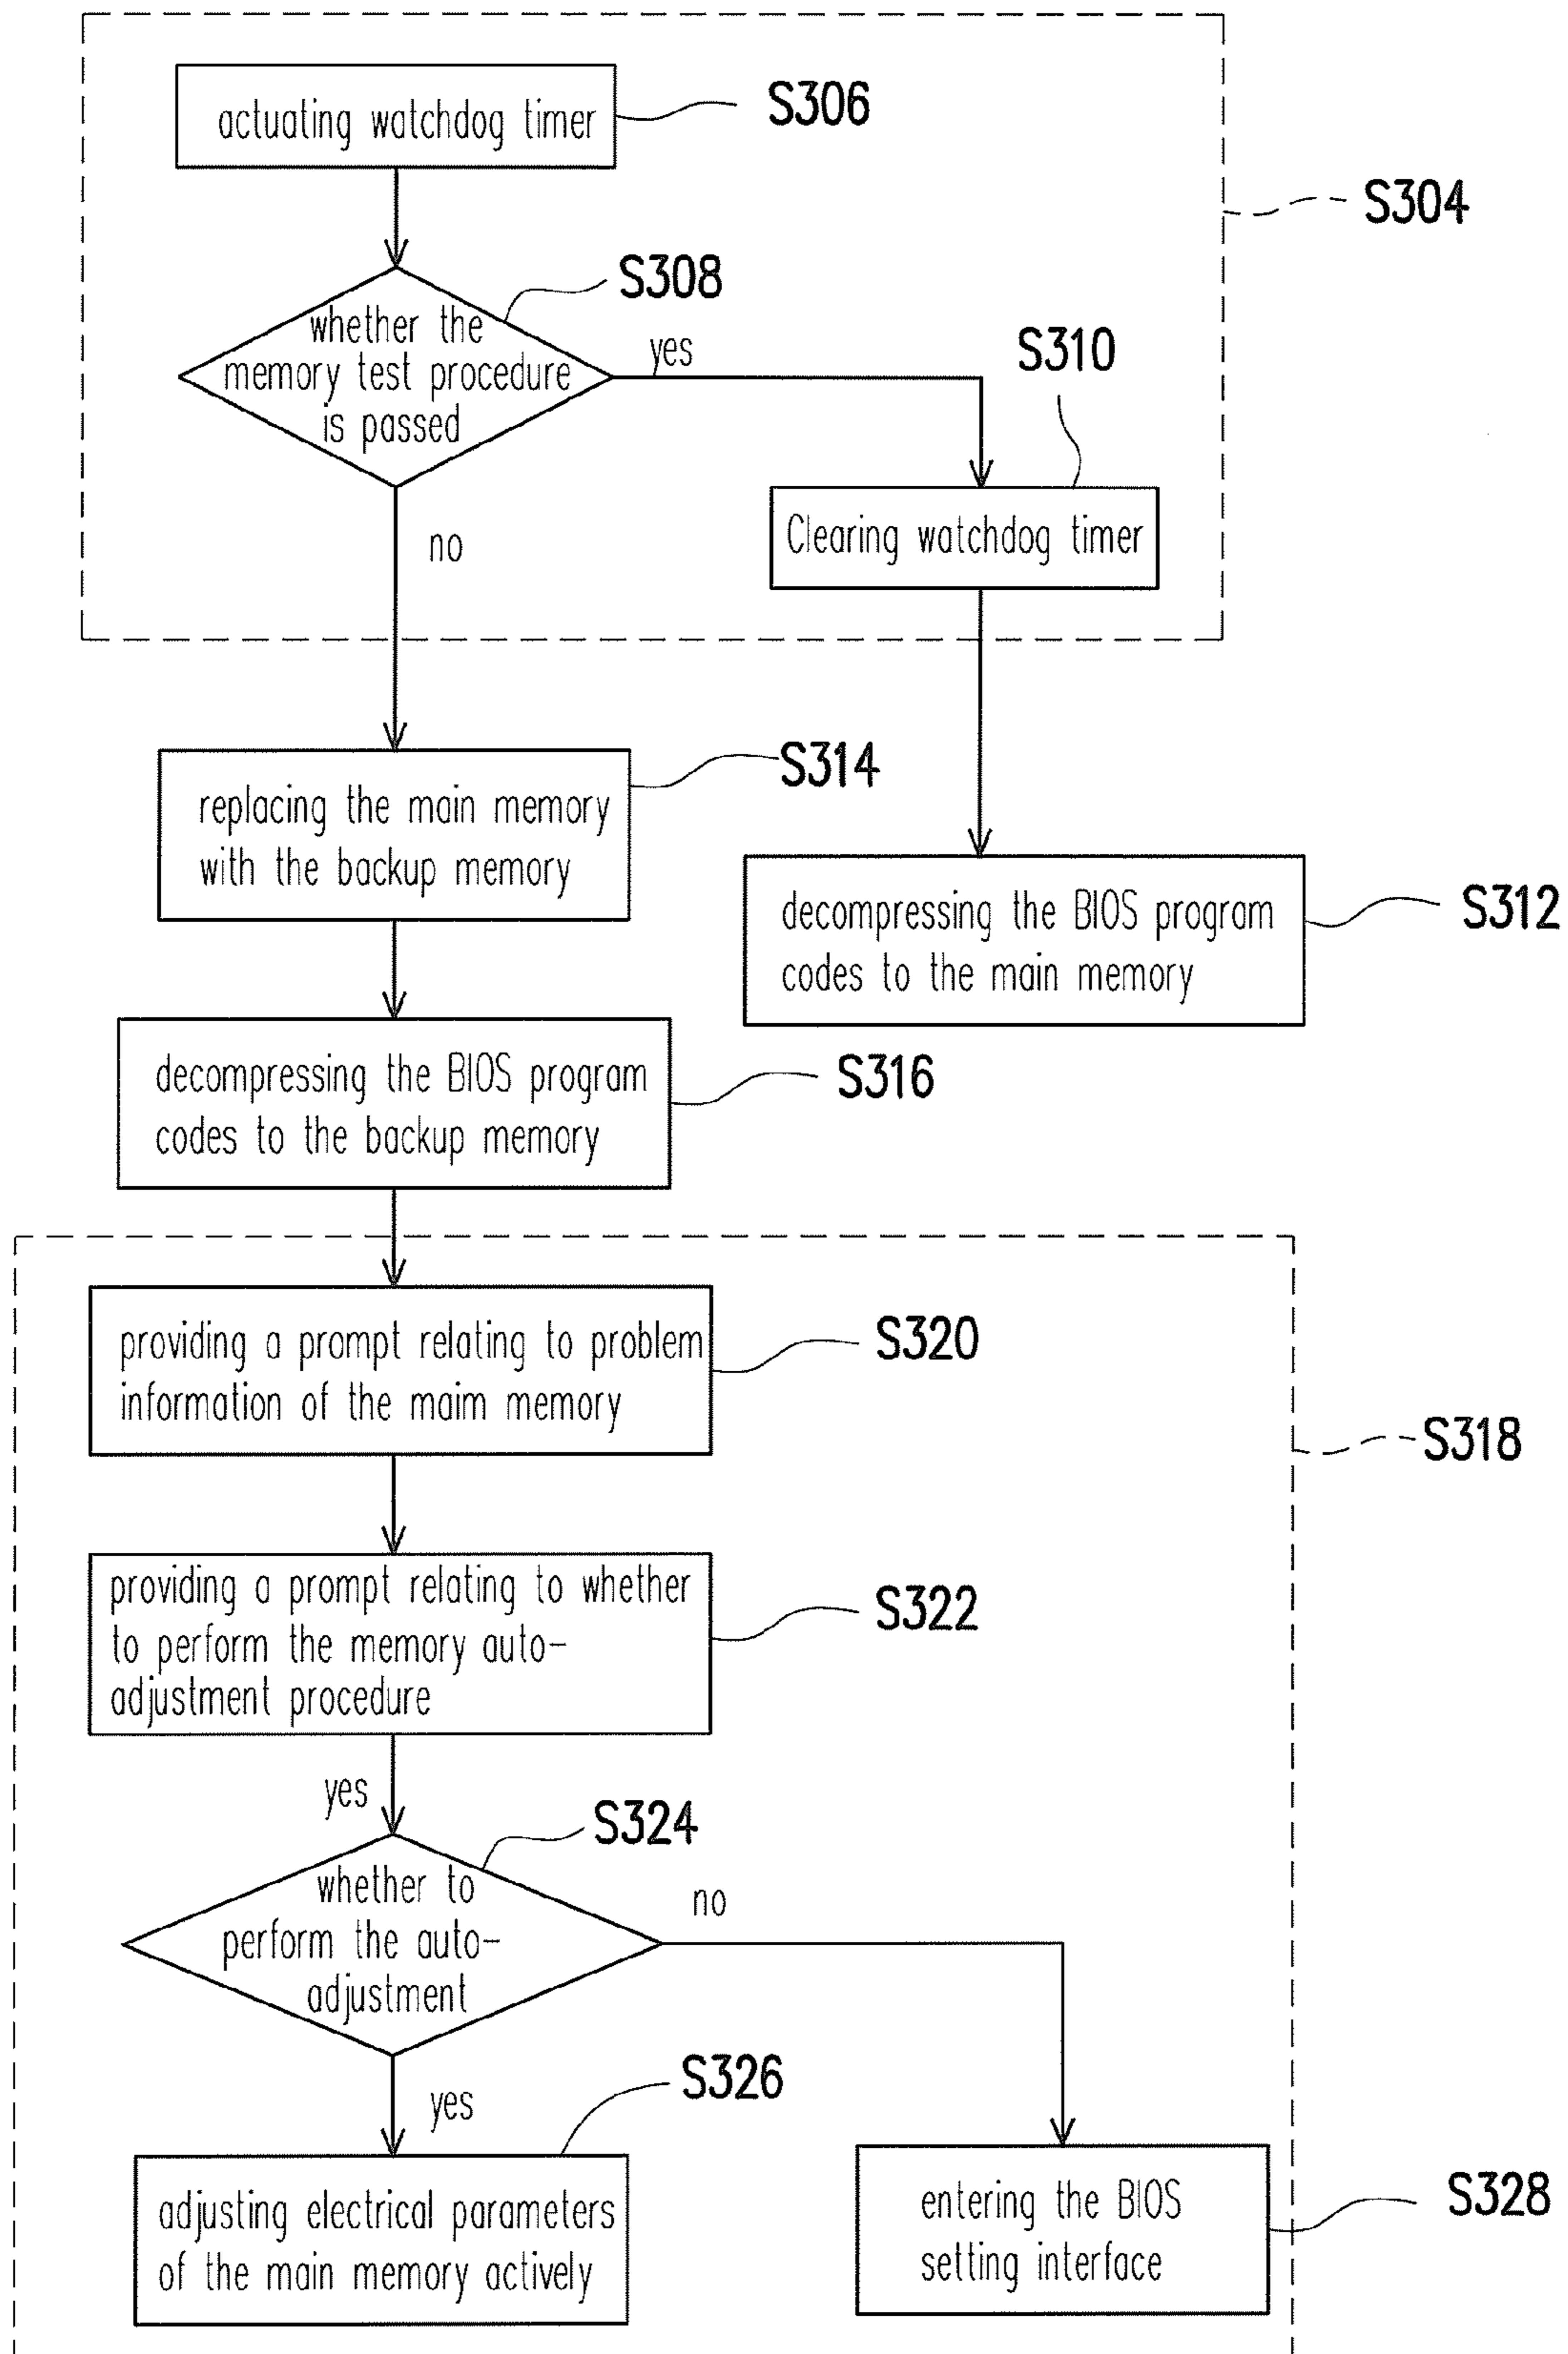 actuating watchdog timer
S306
S304
S308
whether the
memory test procedure
is passed
yes
S310
no
Clearing watchdog timer
S314
replacing the main memory
with the backup memory
S312
decompressing the BIOS program
codes to the main memory
S316
decompressing the BIOS program
codes to the backup memory
S320
providing a prompt relating to problem
information of the maim memory
S318
S322
providing a prompt relating to whether
to perform the memory auto-
adjustment procedure
yes
S324
whether to
perform the auto-
adjustment
no
yes
S326
adjusting electrical parameters
of the main memory actively
entering the BIOS
setting interface
S328